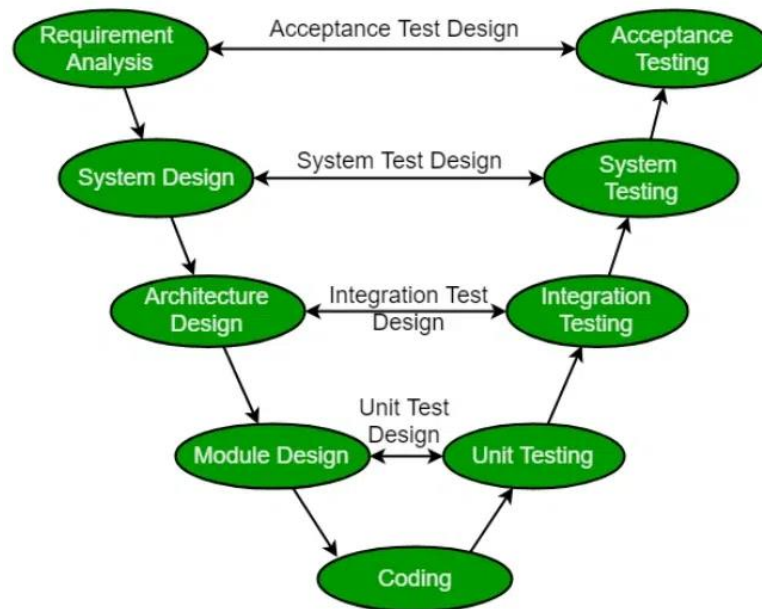 Requirement
Analysis
Acceptance Test Design
Acceptance
Testing
System Design
System Test Design
System
Testing
Architecture
Design
Integration Test
Design
Integration
Testing
Module Design
Unit Test
Design
Unit Testing
Coding